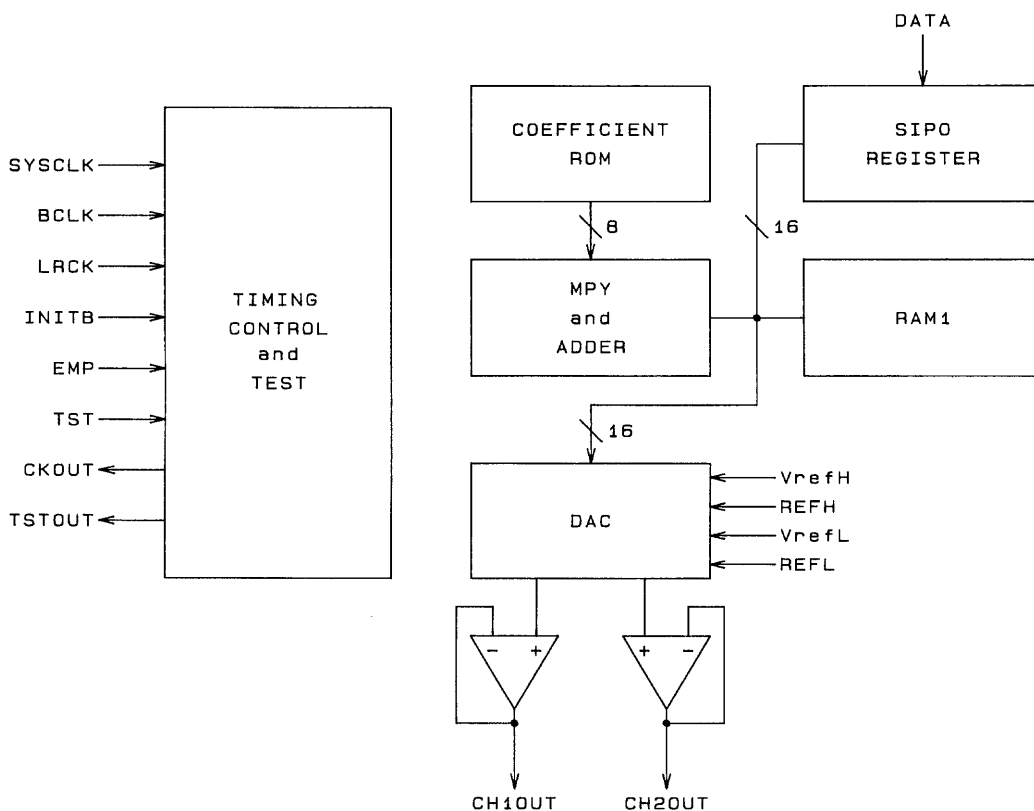 DATA
SYSCLK
BCLK
LRCK
INITB
EMP
TST
CKOUT
TSTOUT
TIMING
CONTROL
and
TEST
COEFFICIENT
ROM
8
MPY
and
ADDER
SIPO
REGISTER
16
RAM1
16
DAC
VrefH
REFH
VrefL
REFL
- +
+ -
CH1OUT
CH2OUT